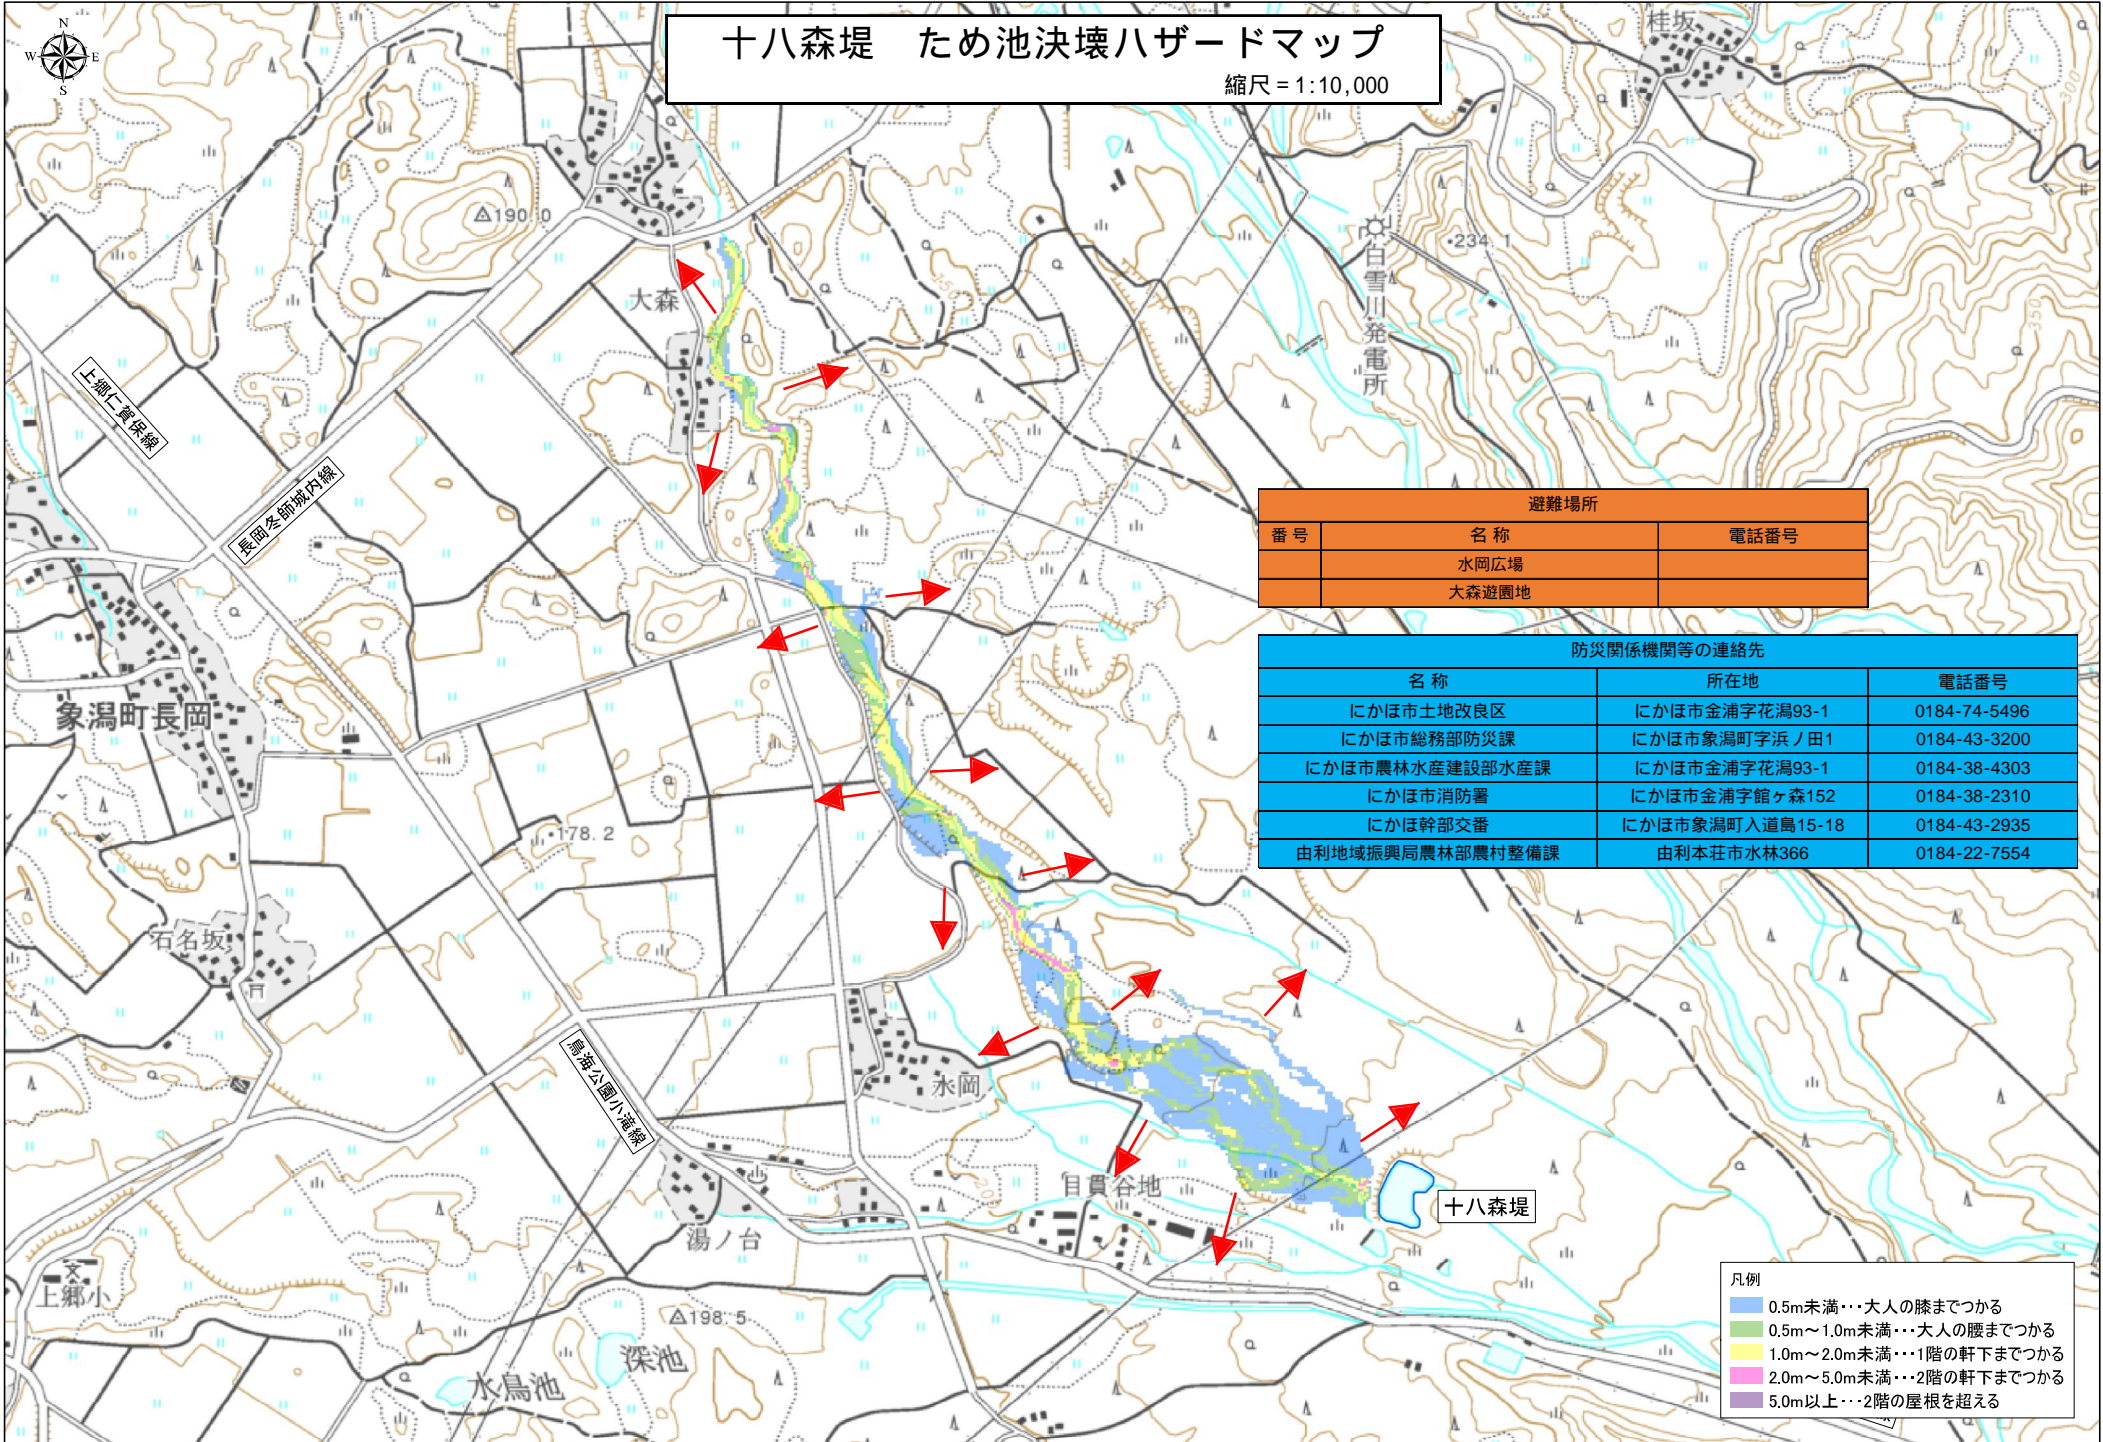 十八森堤　ため池決壊ハザードマップ
縮尺＝1:10,000
N
W
E
S
桂坂
300
△190.0
・234.1
白雪川発電所
大森
150
350
上郷仁賀保線
長岡冬師城内線
避難場所
番号 名称 電話番号
水岡広場
大森遊園地
防災関係機関等の連絡先
名称 所在地 電話番号
にかほ市土地改良区 にかほ市金浦字花潟93-1 0184-74-5496
にかほ市総務部防災課 にかほ市象潟町字浜ノ田1 0184-43-3200
にかほ市農林水産建設部水産課 にかほ市金浦字花潟93-1 0184-38-4303
にかほ市消防署 にかほ市金浦字館ヶ森152 0184-38-2310
にかほ幹部交番 にかほ市象潟町入道島15-18 0184-43-2935
由利地域振興局農林部農村整備課 由利本荘市水林366 0184-22-7554
象潟町長岡
・178.2
石名坂
鳥海公園小滝線
水岡
目貫谷地
200
十八森堤
湯ノ台
上郷小
△198.5
深池
水鳥池
凡例
0.5m未満・・・大人の膝までつかる
0.5m～1.0m未満・・・大人の腰までつかる
1.0m～2.0m未満・・・1階の軒下までつかる
2.0m～5.0m未満・・・2階の軒下までつかる
5.0m以上・・・2階の屋根を超える